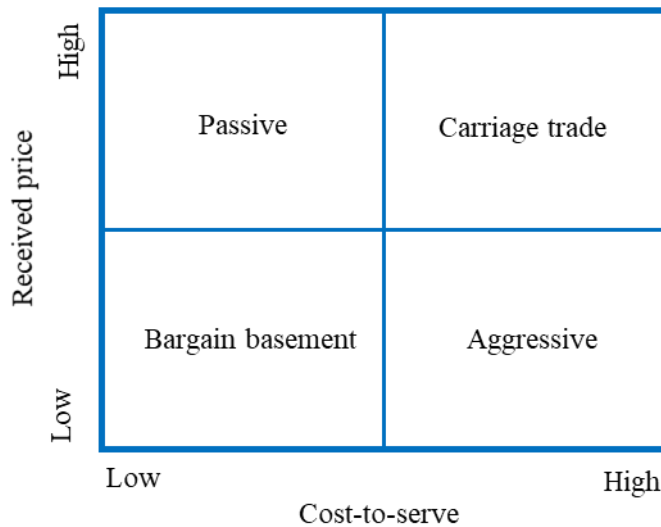 High
Passive
Carriage trade
Received price
Bargain basement
Aggressive
Low
Low
High
Cost-to-serve